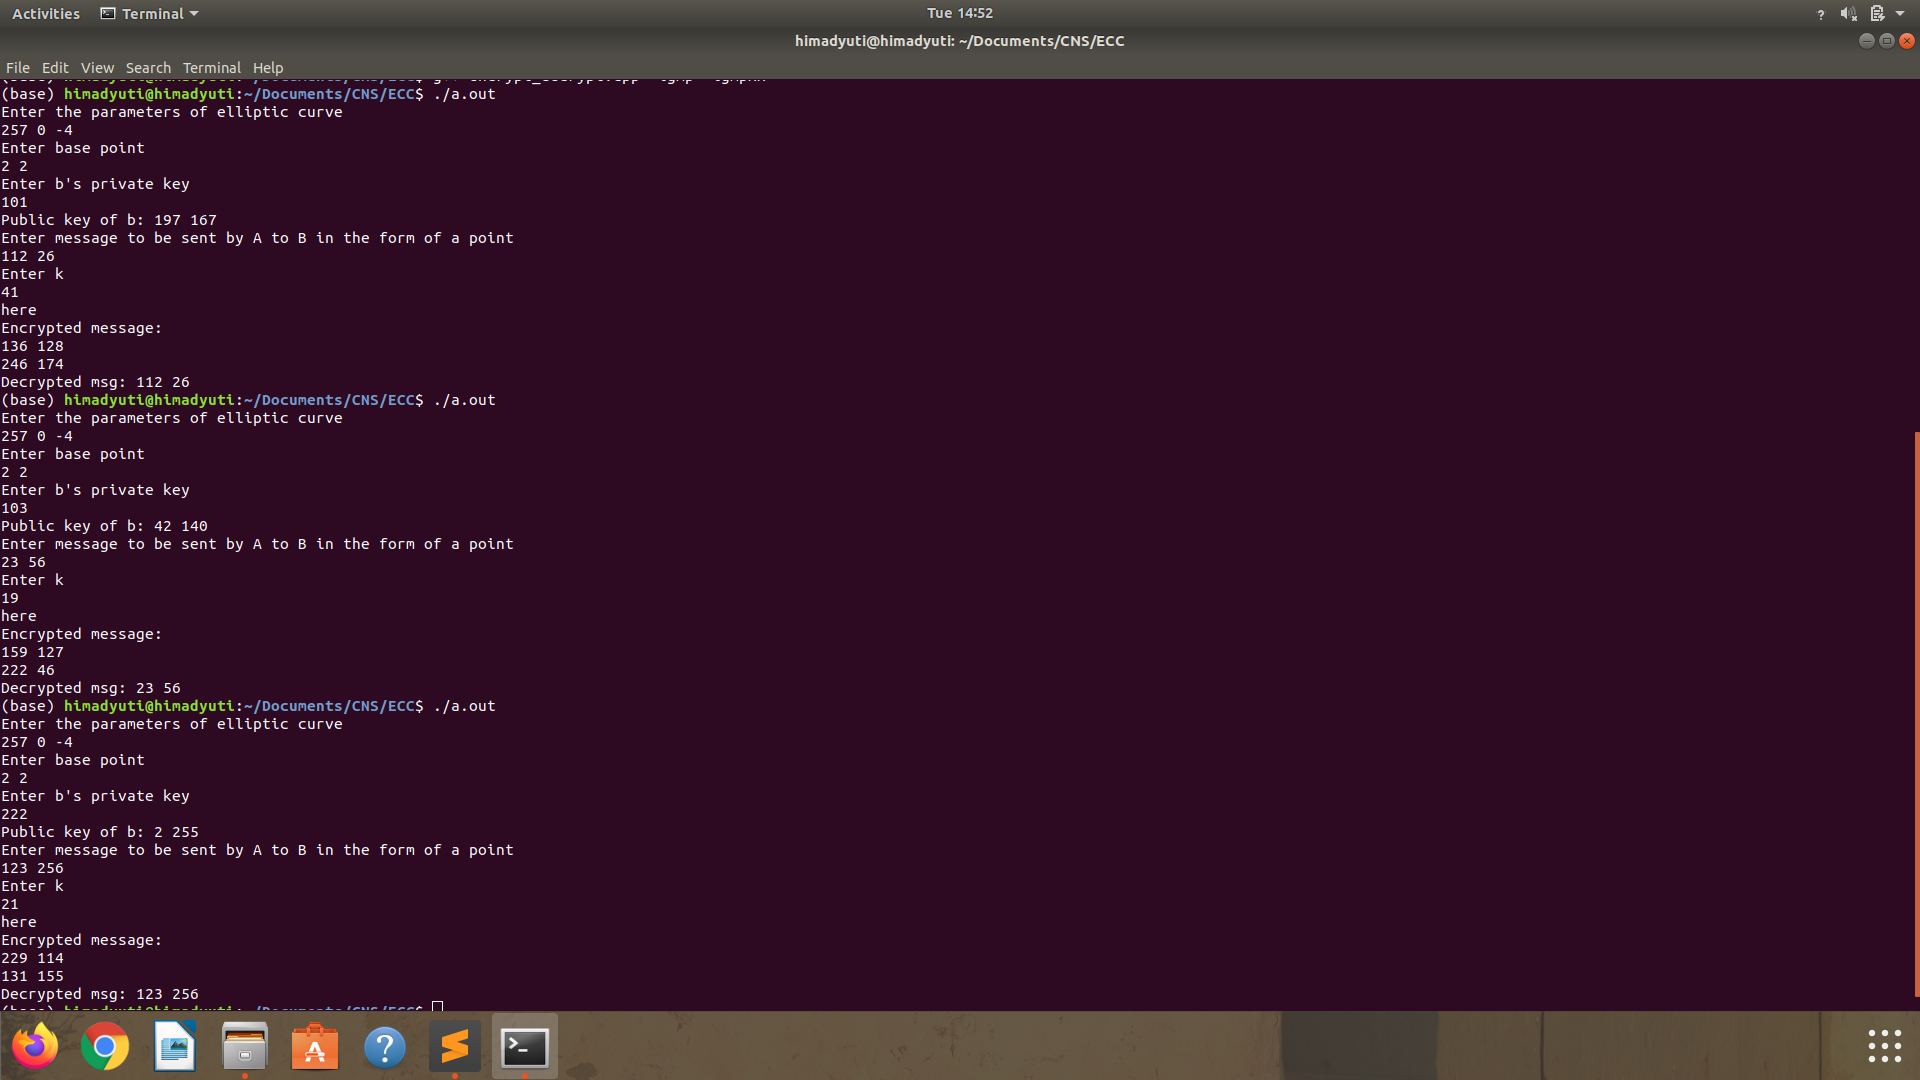 Activities Terminal Tue 14:52 ?
himadyuti@himadyuti: ~/Documents/CNS/ECC
File Edit View Search Terminal Help
(base) himadyuti@himadyuti:~/Documents/CNS/ECC$ ./a.out
Enter the parameters of elliptic curve
257 0 -4
Enter base point
2 2
Enter b's private key
101
Public key of b: 197 167
Enter message to be sent by A to B in the form of a point
112 26
Enter k
41
here
Encrypted message:
136 128
246 174
Decrypted msg: 112 26
(base) himadyuti@himadyuti:~/Documents/CNS/ECC$ ./a.out
Enter the parameters of elliptic curve
257 0 -4
Enter base point
2 2
Enter b's private key
103
Public key of b: 42 140
Enter message to be sent by A to B in the form of a point
23 56
Enter k
19
here
Encrypted message:
159 127
222 46
Decrypted msg: 23 56
(base) himadyuti@himadyuti:~/Documents/CNS/ECC$ ./a.out
Enter the parameters of elliptic curve
257 0 -4
Enter base point
2 2
Enter b's private key
222
Public key of b: 2 255
Enter message to be sent by A to B in the form of a point
123 256
Enter k
21
here
Encrypted message:
229 114
131 155
Decrypted msg: 123 256
(base) himadyuti@himadyuti:~/Documents/CNS/ECC$